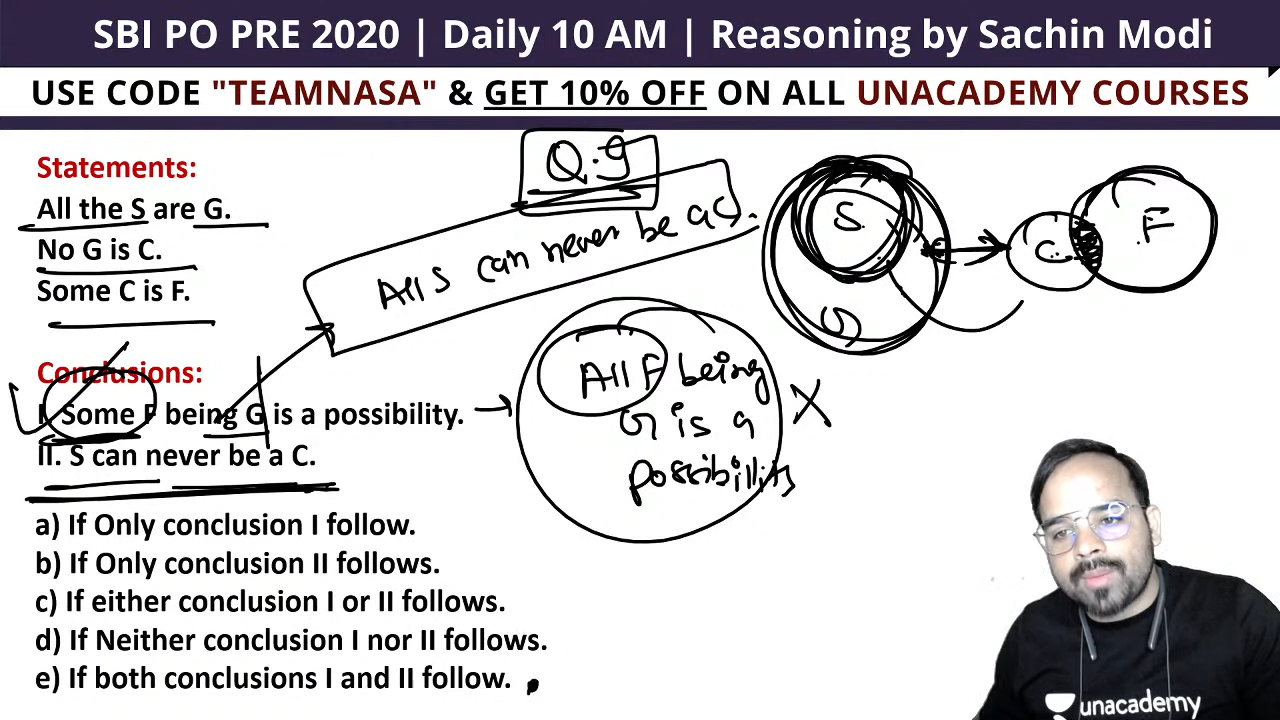 SBI PO PRE 2020 | Daily 10 AM | Reasoning by Sachin Modi
USE CODE "TEAMNASA" & GET 10% OFF ON ALL UNACADEMY COURSES
Q.9
Statements:
All the S are G.
No G is C.
Some C is F.
All S can never be a C.
S
G
C
F
Conclusions:
I. Some F being G is a possibility.
II. S can never be a C.
All F being
G is a
possibility
a) If Only conclusion I follow.
b) If Only conclusion II follows.
c) If either conclusion I or II follows.
d) If Neither conclusion I nor II follows.
e) If both conclusions I and II follow.
unacademy